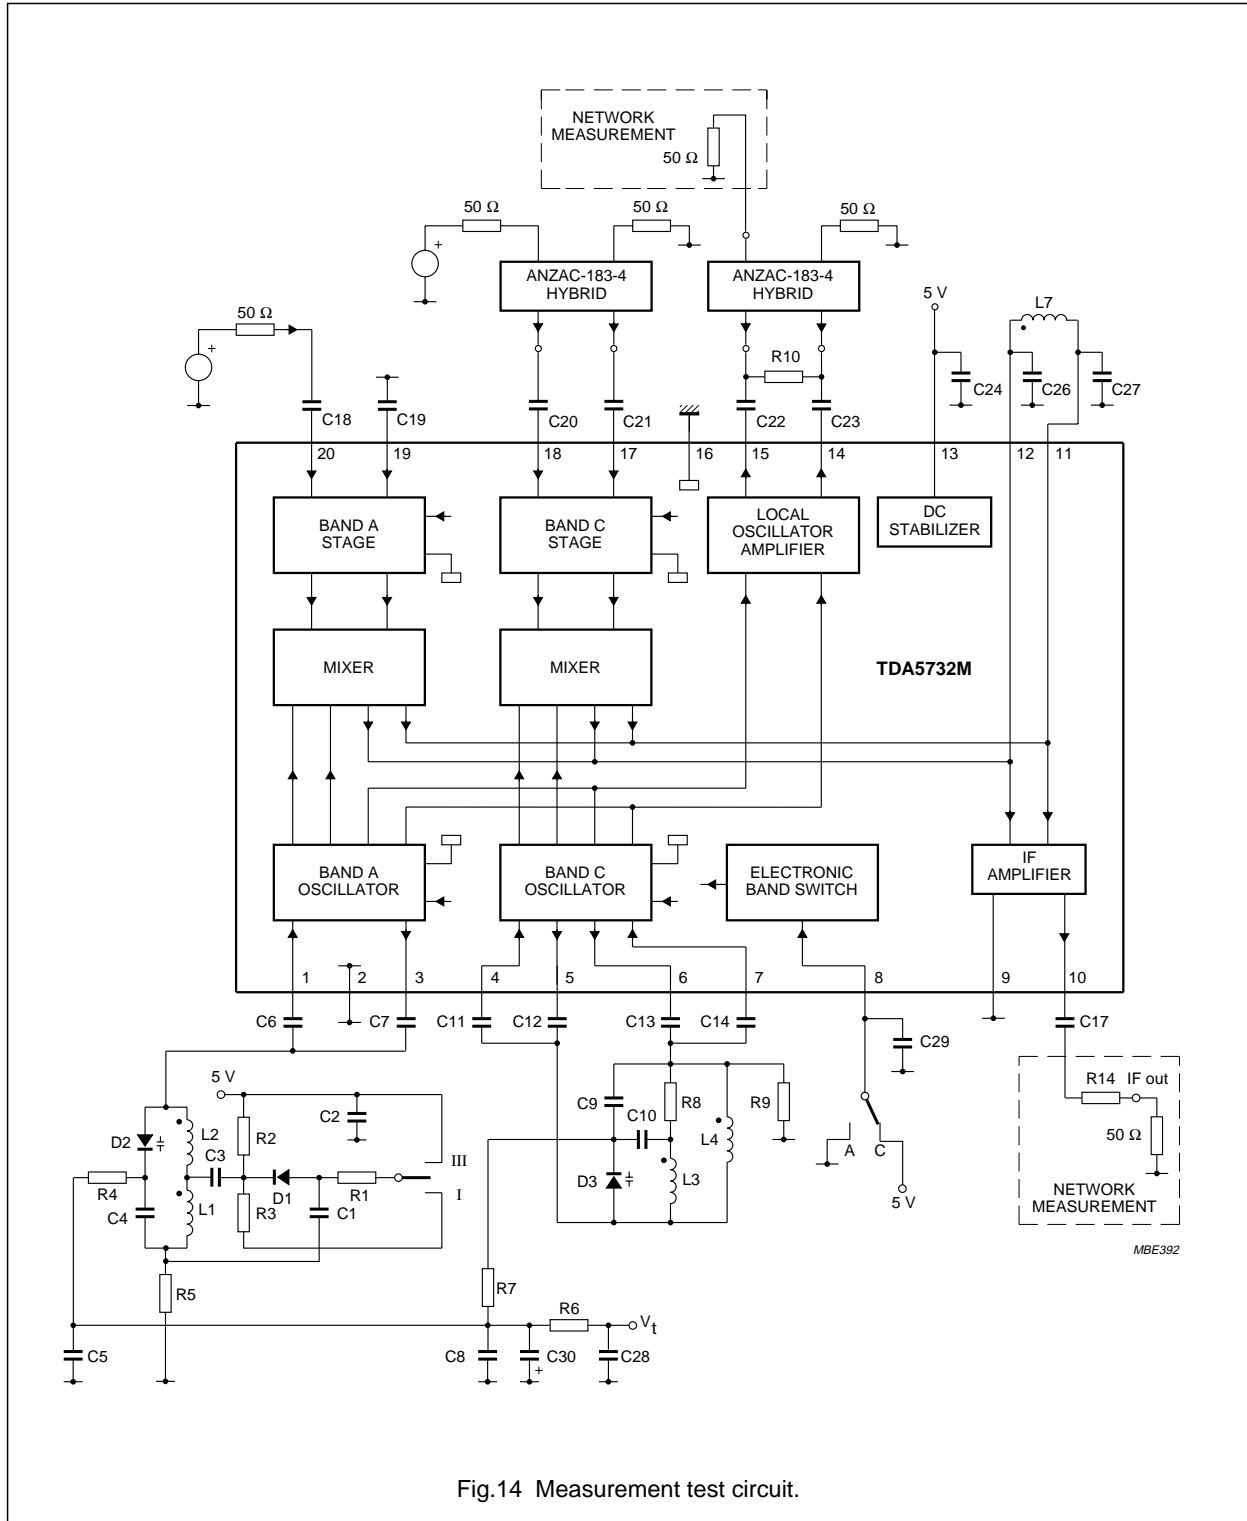 NETWORK
MEASUREMENT
50 Ω
50 Ω
50 Ω
50 Ω
+
ANZAC-183-4
HYBRID
ANZAC-183-4
HYBRID
5 V
L7
50 Ω
+
R10
C24
C26
C27
C18
C19
C20
C21
C22
C23
20
19
18
17
16
15
14
13
12
11
BAND A
STAGE
BAND C
STAGE
LOCAL
OSCILLATOR
AMPLIFIER
DC
STABILIZER
MIXER
MIXER
TDA5732M
BAND A
OSCILLATOR
BAND C
OSCILLATOR
ELECTRONIC
BAND SWITCH
IF
AMPLIFIER
1
2
3
4
5
6
7
8
9
10
C6
C7
C11
C12
C13
C14
C29
C17
R14
IF out
50 Ω
NETWORK
MEASUREMENT
5 V
C2
C9
C10
R8
R9
D2
L2
R2
L4
C3
III
A
C
R4
D1
R1
I
D3
L3
5 V
C4
L1
R3
C1
MBE392
R5
R7
R6
Vt
C5
C8
C30
+
C28
Fig.14 Measurement test circuit.